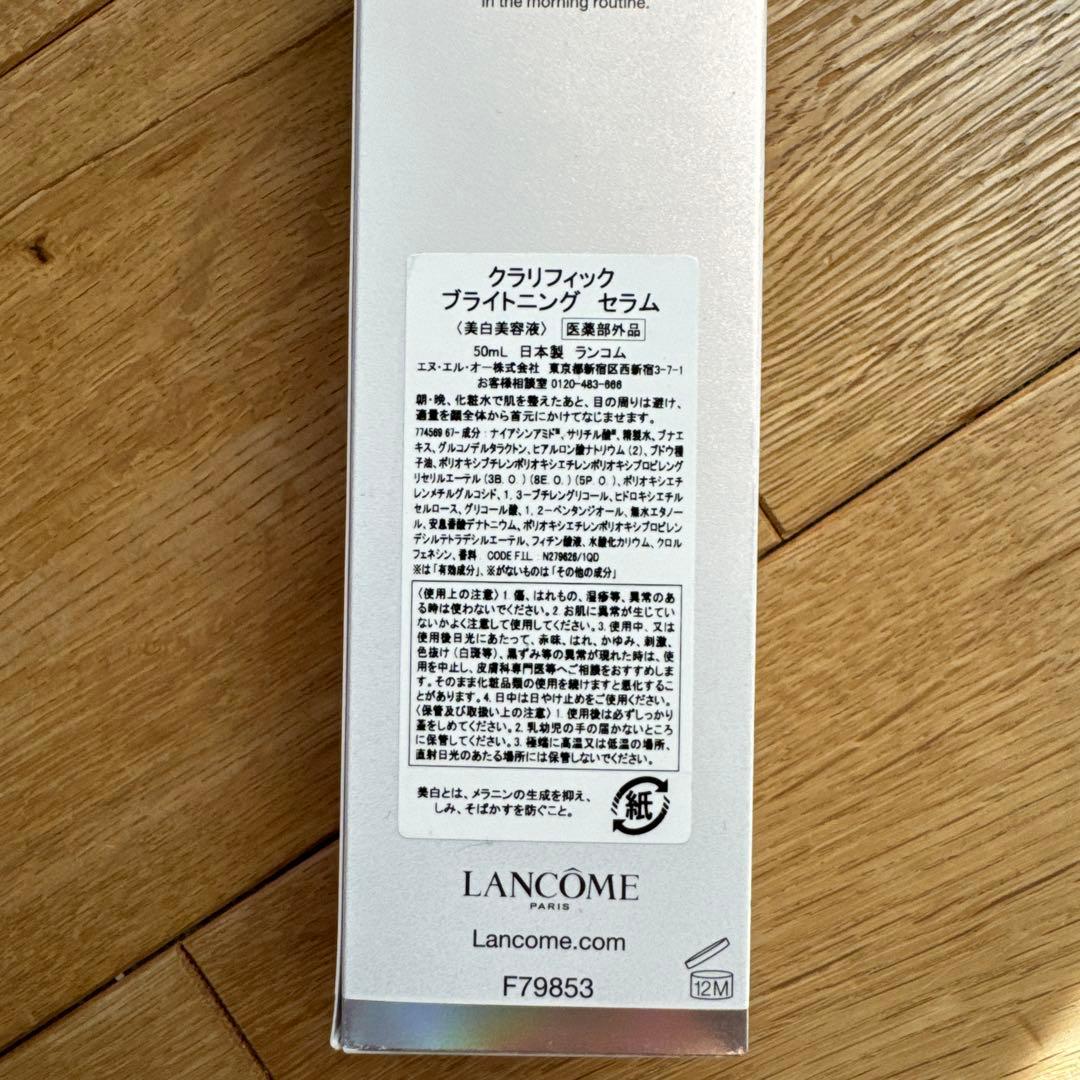 in the morning routine.
クラリフィック
ブライトニング セラム
〈美白美容液〉 医薬部外品
50mL 日本製 ランコム
エヌ・エル・オー株式会社 東京都新宿区西新宿3-7-1
お客様相談室 0120-483-666
朝・晩、化粧水で肌を整えたあと、目の周りは避け、
適量を顔全体から首元にかけてなじませます。
774569 67- 成分:ナイアシンアミド※、サリチル酸※、精製水、ブナエ
キス、グルコノデルタラクトン、ヒアルロン酸ナトリウム(2)、ブドウ種
子油、ポリオキシブチレンポリオキシエチレンポリオキシプロピレング
リセリルエーテル(3B.O.)(8E.O.)(5P.O.)、ポリオキシエチ
レンメチルグルコシド、1,3-ブチレングリコール、ヒドロキシエチル
セルロース、グリコール酸、1,2-ペンタンジオール、無水エタノー
ル、安息香酸デナトニウム、ポリオキシエチレンポリオキシプロピレン
デシルテトラデシルエーテル、フィチン酸液、水酸化カリウム、クロル
フェネシン、香料 CODE F.I.L. N279626/1QD
※は「有効成分」、※がないものは「その他の成分」
〈使用上の注意〉1. 傷、はれもの、湿疹等、異常のあ
る時は使わないでください。2. お肌に異常が生じてい
ないかよく注意して使用してください。3. 使用中、又は
使用後日光にあたって、赤味、はれ、かゆみ、刺激、
色抜け(白斑等)、黒ずみ等の異常が現れた時は、使
用を中止し、皮膚科専門医等へご相談をおすすめしま
す。そのまま化粧品類の使用を続けますと悪化するこ
とがあります。4. 日中は日やけ止めをご使用ください。
〈保管及び取扱い上の注意〉1. 使用後は必ずしっかり
蓋をしめてください。2. 乳幼児の手の届かないところ
に保管してください。3. 極端に高温又は低温の場所、
直射日光のあたる場所には保管しないでください。
美白とは、メラニンの生成を抑え、
しみ、そばかすを防ぐこと。
紙
LANCÔME
PARIS
Lancome.com
F79853
12M